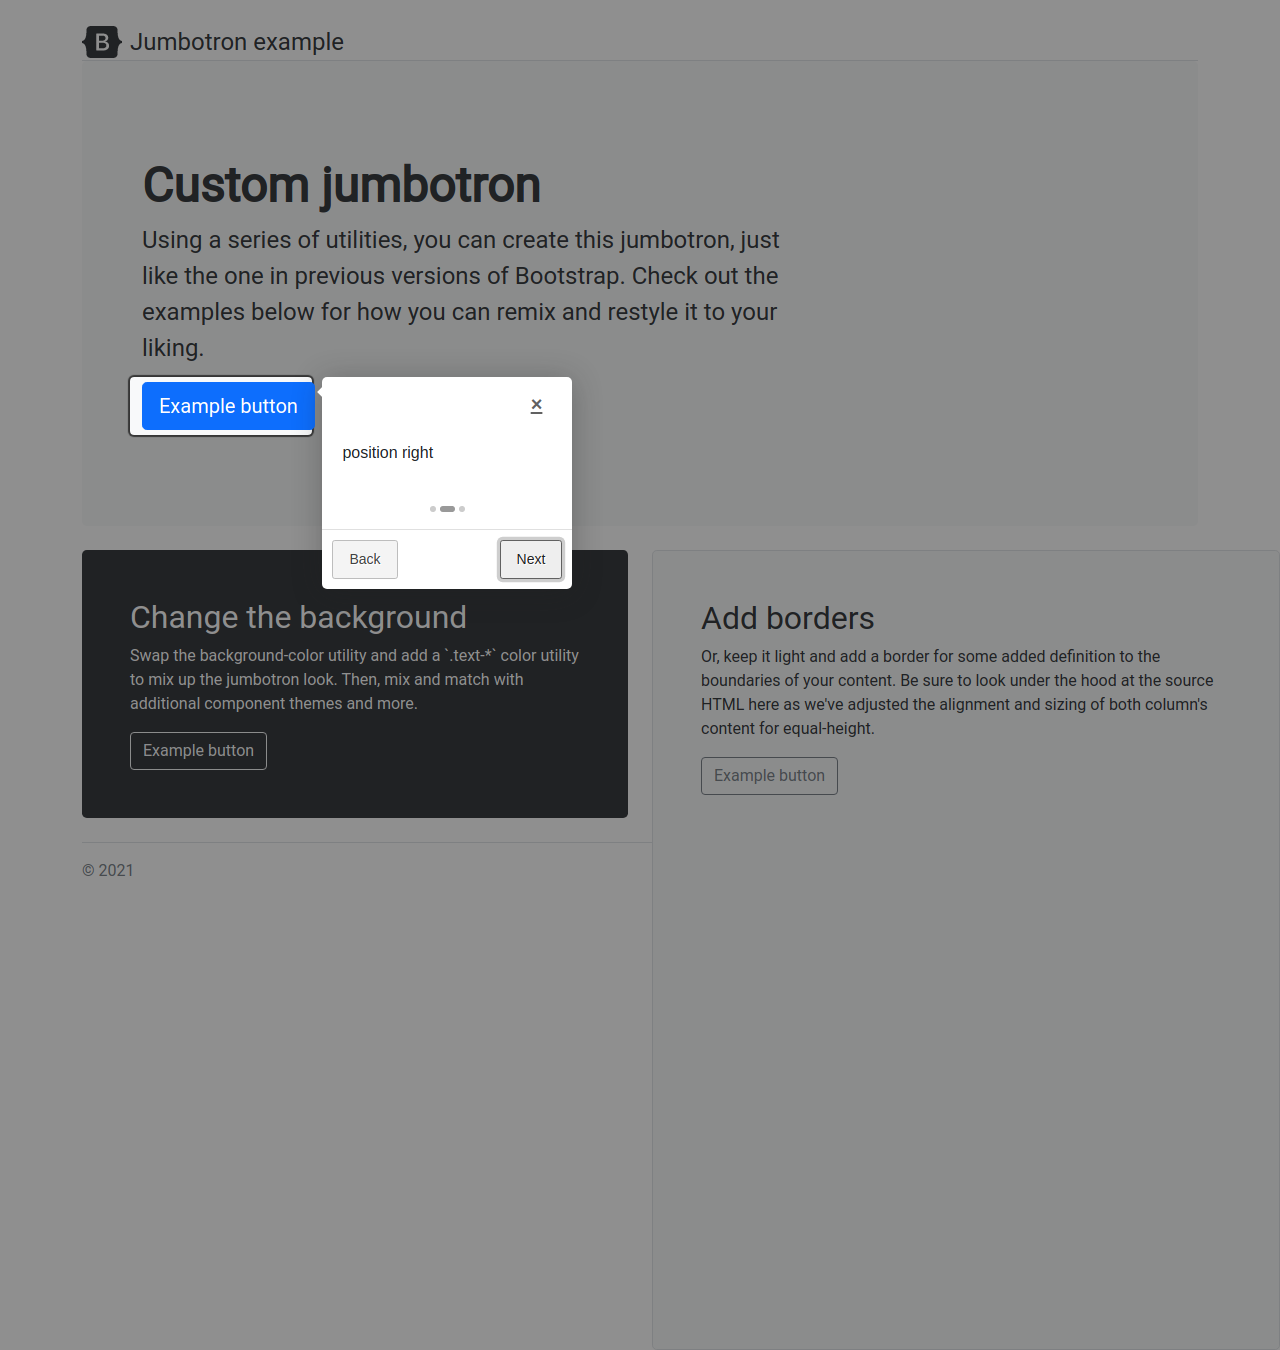 B Jumbotron example
Custom jumbotron
Using a series of utilities, you can create this jumbotron, just
like the one in previous versions of Bootstrap. Check out the
examples below for how you can remix and restyle it to your
liking.
Example button
×
position right
Back
Next
Change the background
Swap the background-color utility and add a `.text-*` color utility
to mix up the jumbotron look. Then, mix and match with
additional component themes and more.
Example button
Add borders
Or, keep it light and add a border for some added definition to the
boundaries of your content. Be sure to look under the hood at the source
HTML here as we've adjusted the alignment and sizing of both column's
content for equal-height.
Example button
© 2021